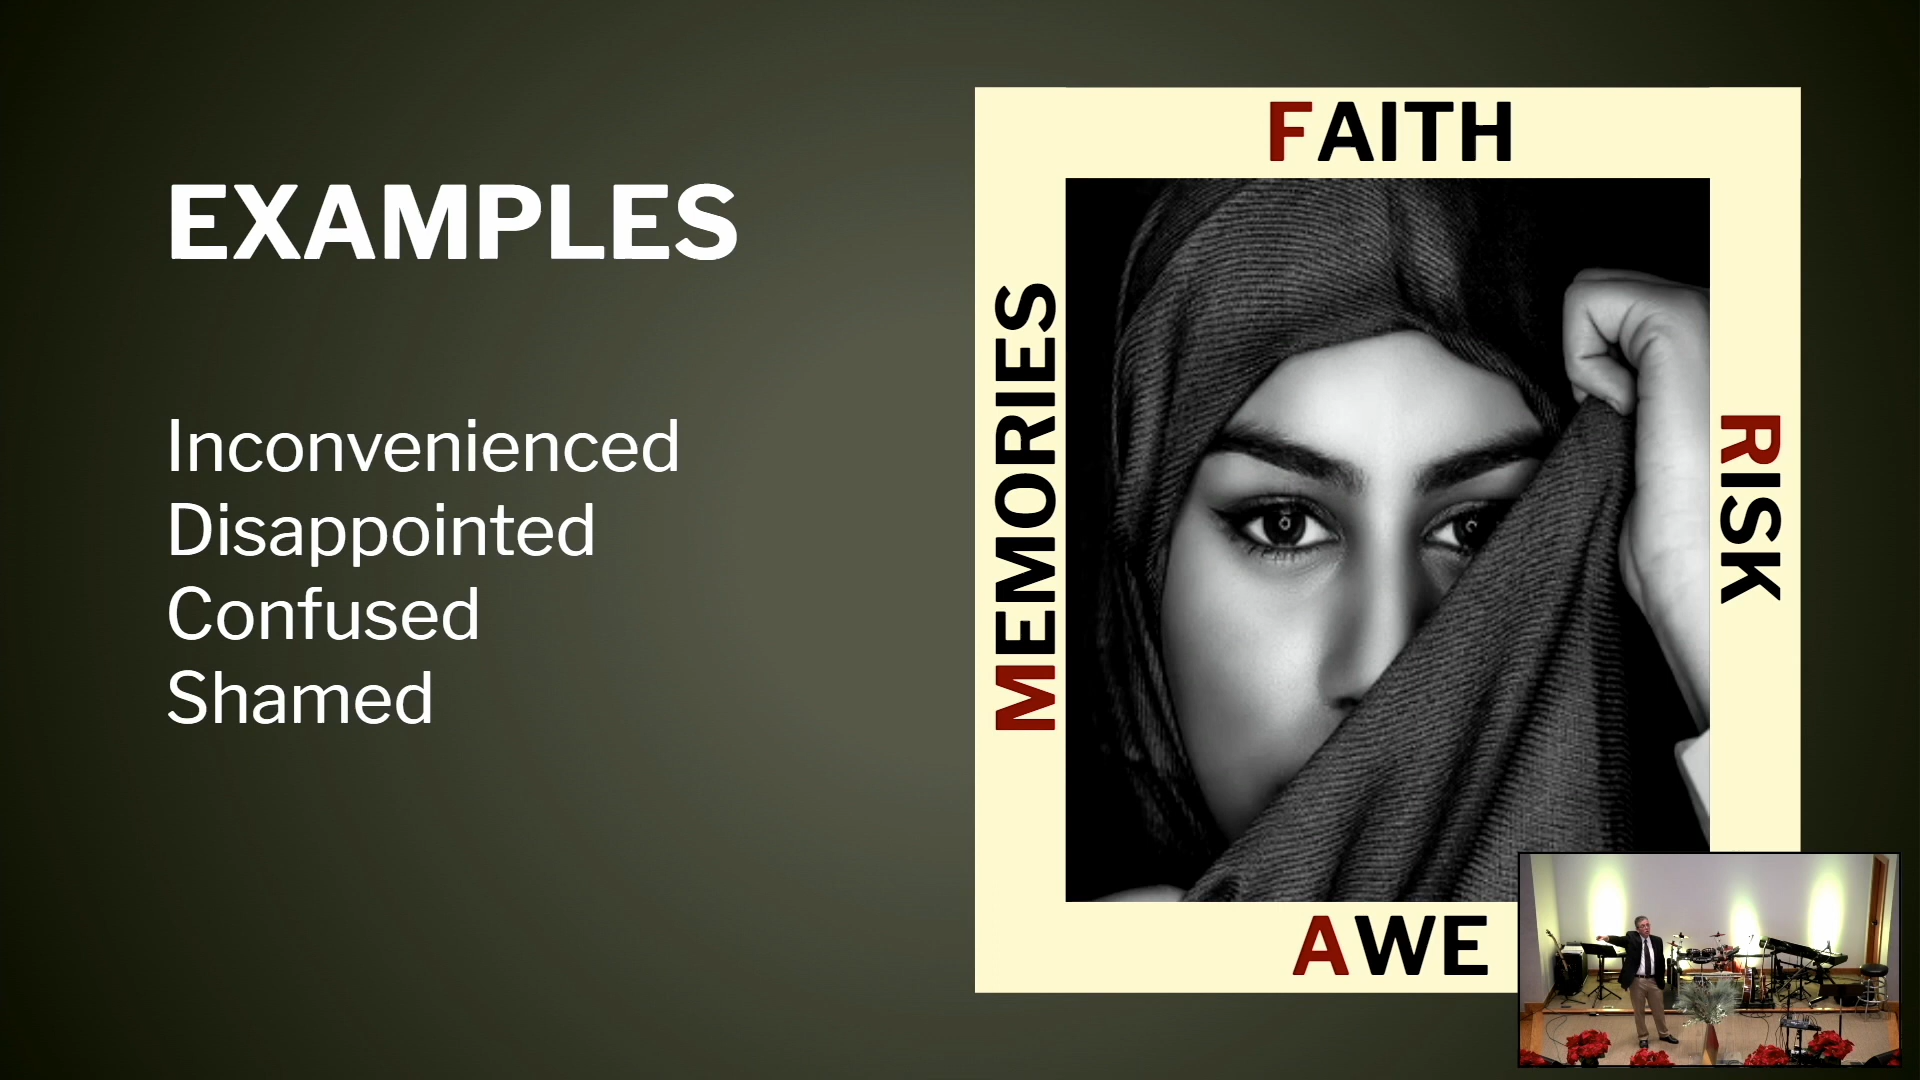 EXAMPLES
Inconvenienced
Disappointed
Confused
Shamed
FAITH
MEMORIES
RISK
AWE